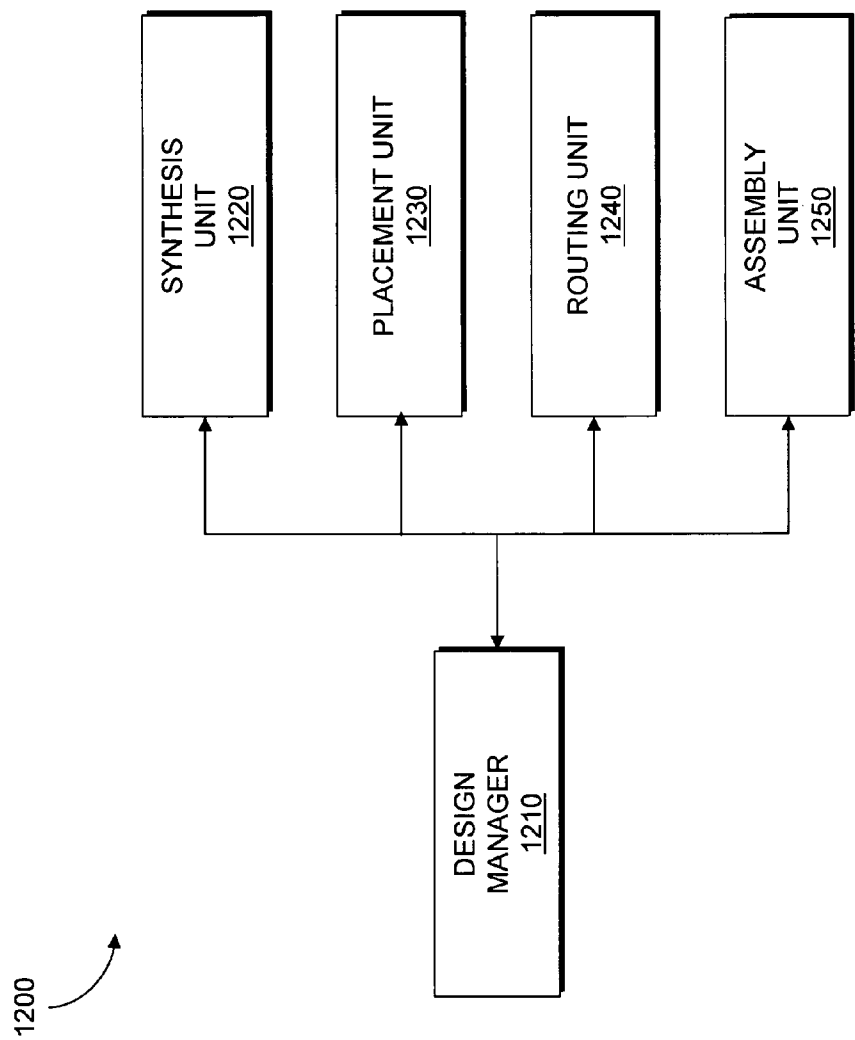 1200
DESIGN
MANAGER
1210
SYNTHESIS
UNIT
1220
PLACEMENT UNIT
1230
ROUTING UNIT
1240
ASSEMBLY
UNIT
1250